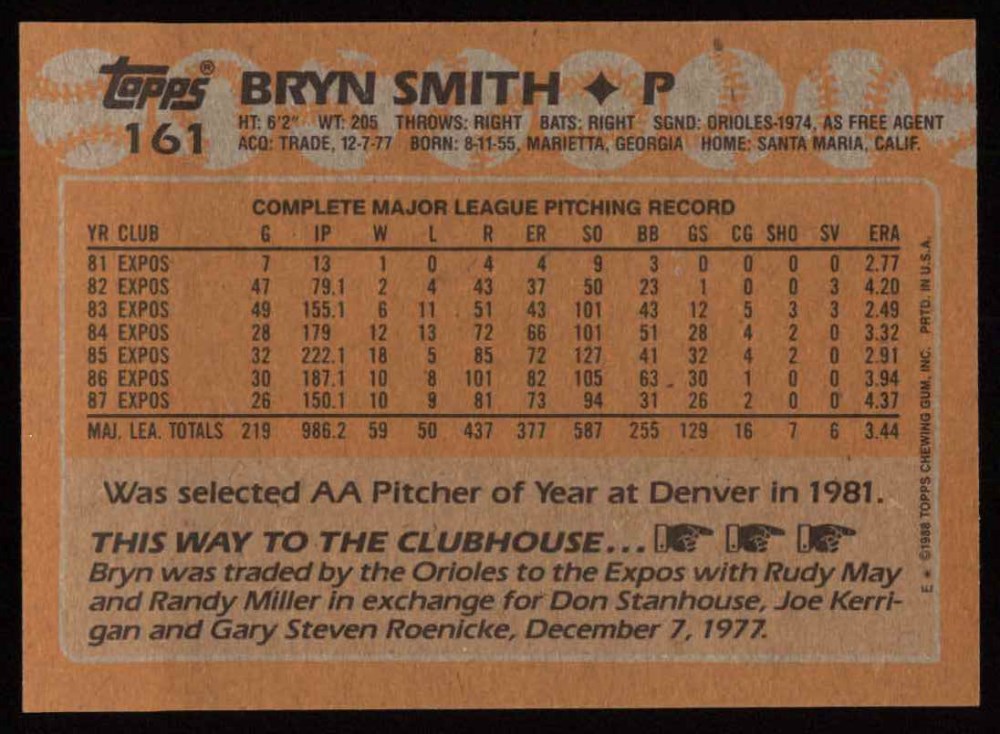 Topps® BRYN SMITH ✦ P
161 HT: 6'2" WT: 205 THROWS: RIGHT BATS: RIGHT SGND: ORIOLES-1974, AS FREE AGENT
ACQ: TRADE, 12-7-77 BORN: 8-11-55, MARIETTA, GEORGIA HOME: SANTA MARIA, CALIF.
COMPLETE MAJOR LEAGUE PITCHING RECORD
YR CLUB G IP W L R ER SO BB GS CG SHO SV ERA
81 EXPOS 7 13 1 0 4 4 9 3 0 0 0 0 2.77
82 EXPOS 47 79.1 2 4 43 37 50 23 1 0 0 3 4.20
83 EXPOS 49 155.1 6 11 51 43 101 43 12 5 3 3 2.49
84 EXPOS 28 179 12 13 72 66 101 51 28 4 2 0 3.32
85 EXPOS 32 222.1 18 5 85 72 127 41 32 4 2 0 2.91
86 EXPOS 30 187.1 10 8 101 82 105 63 30 1 0 0 3.94
87 EXPOS 26 150.1 10 9 81 73 94 31 26 2 0 0 4.37
MAJ. LEA. TOTALS 219 986.2 59 50 437 377 587 255 129 16 7 6 3.44
Was selected AA Pitcher of Year at Denver in 1981.
THIS WAY TO THE CLUBHOUSE...
Bryn was traded by the Orioles to the Expos with Rudy May
and Randy Miller in exchange for Don Stanhouse, Joe Kerri-
gan and Gary Steven Roenicke, December 7, 1977.
E * ©1988 TOPPS CHEWING GUM, INC. PRTD. IN U.S.A.